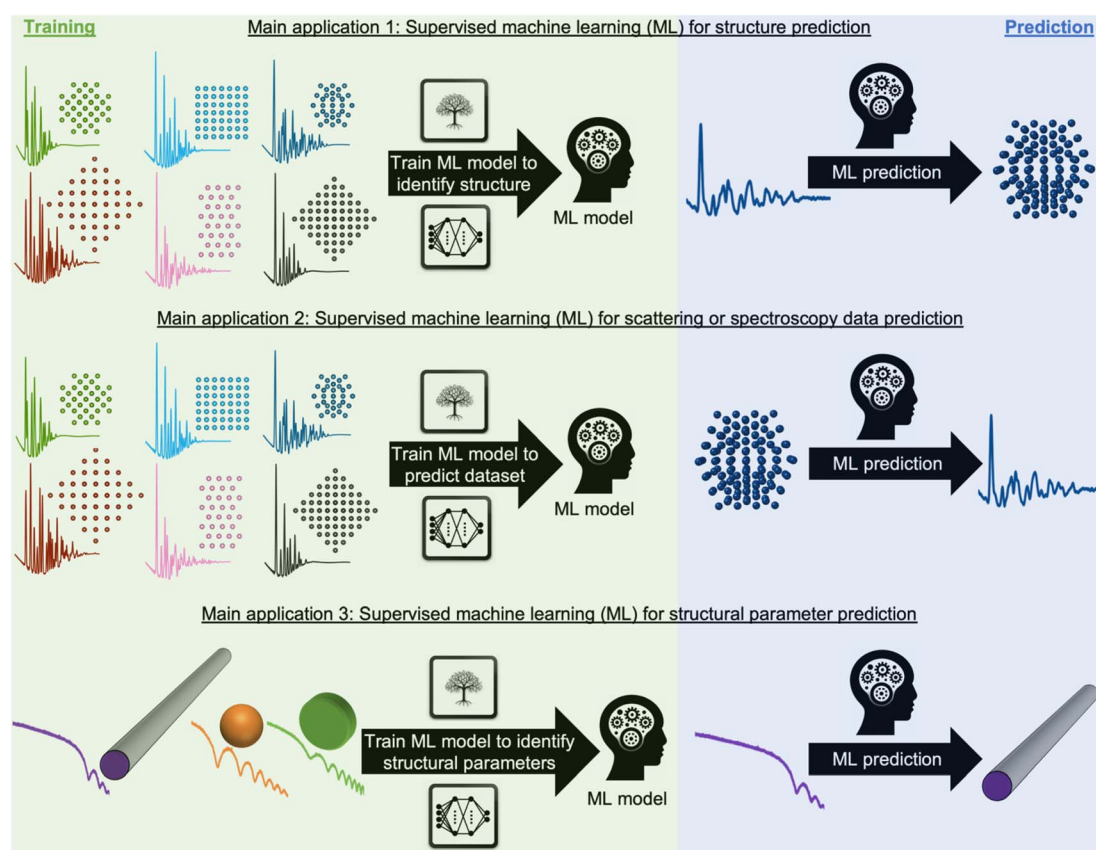 Training
Main application 1: Supervised machine learning (ML) for structure prediction
Prediction
Train ML model to
identify structure
ML model
ML prediction
Main application 2: Supervised machine learning (ML) for scattering or spectroscopy data prediction
Train ML model to
predict dataset
ML model
ML prediction
Main application 3: Supervised machine learning (ML) for structural parameter prediction
Train ML model to identify
structural parameters
ML model
ML prediction